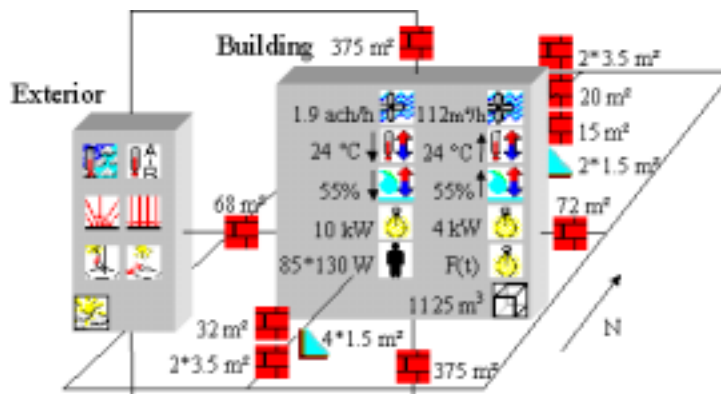 Building
375 m²
Exterior
2*3.5 m²
20 m²
15 m²
2*1.5 m²
1.9 ach/h
112m³/h
24 °C
24 °C
A
I
R
55%
55%
68 m²
72 m²
10 kW
4 kW
85*130 W
F(t)
1125 m³
32 m²
4*1.5 m²
2*3.5 m²
375 m²
N